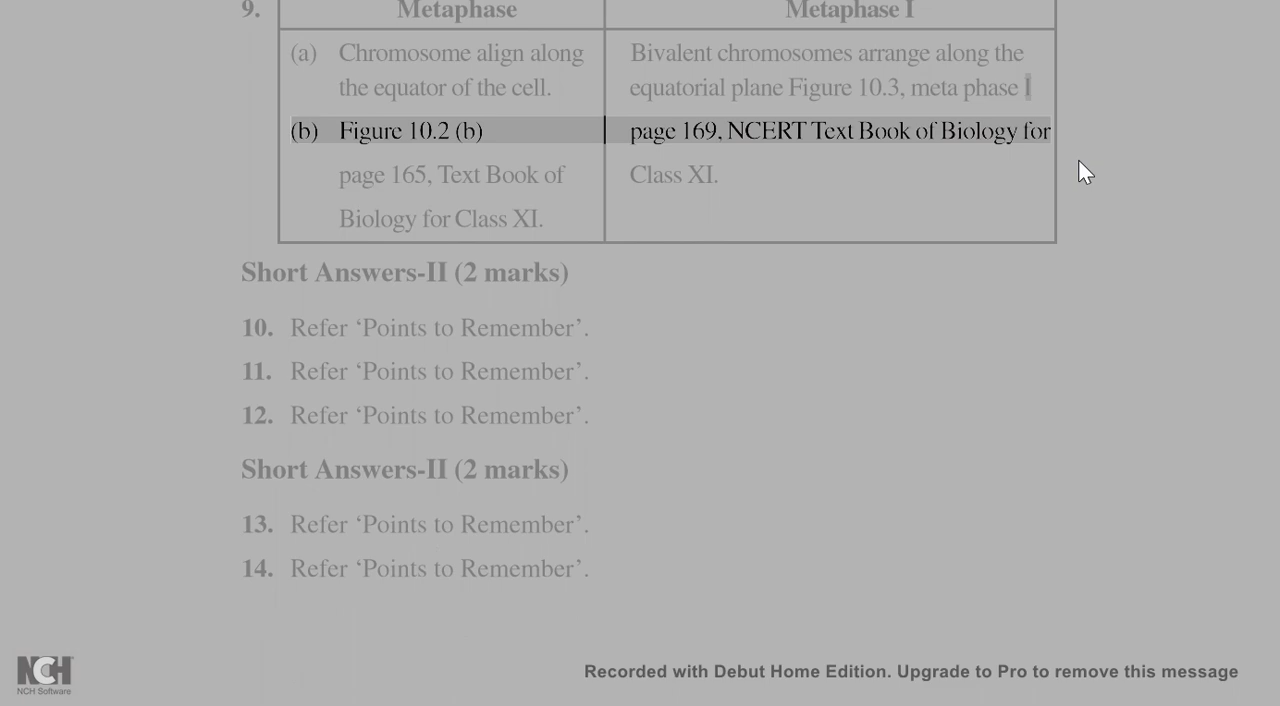 9. Metaphase Metaphase I
(a) Chromosome align along Bivalent chromosomes arrange along the
the equator of the cell. equatorial plane Figure 10.3, meta phase I
(b) Figure 10.2 (b) page 169, NCERT Text Book of Biology for
page 165, Text Book of Class XI.
Biology for Class XI.
Short Answers-II (2 marks)
10. Refer ‘Points to Remember’.
11. Refer ‘Points to Remember’.
12. Refer ‘Points to Remember’.
Short Answers-II (2 marks)
13. Refer ‘Points to Remember’.
14. Refer ‘Points to Remember’.
NCH
NCH Software
Recorded with Debut Home Edition. Upgrade to Pro to remove this message